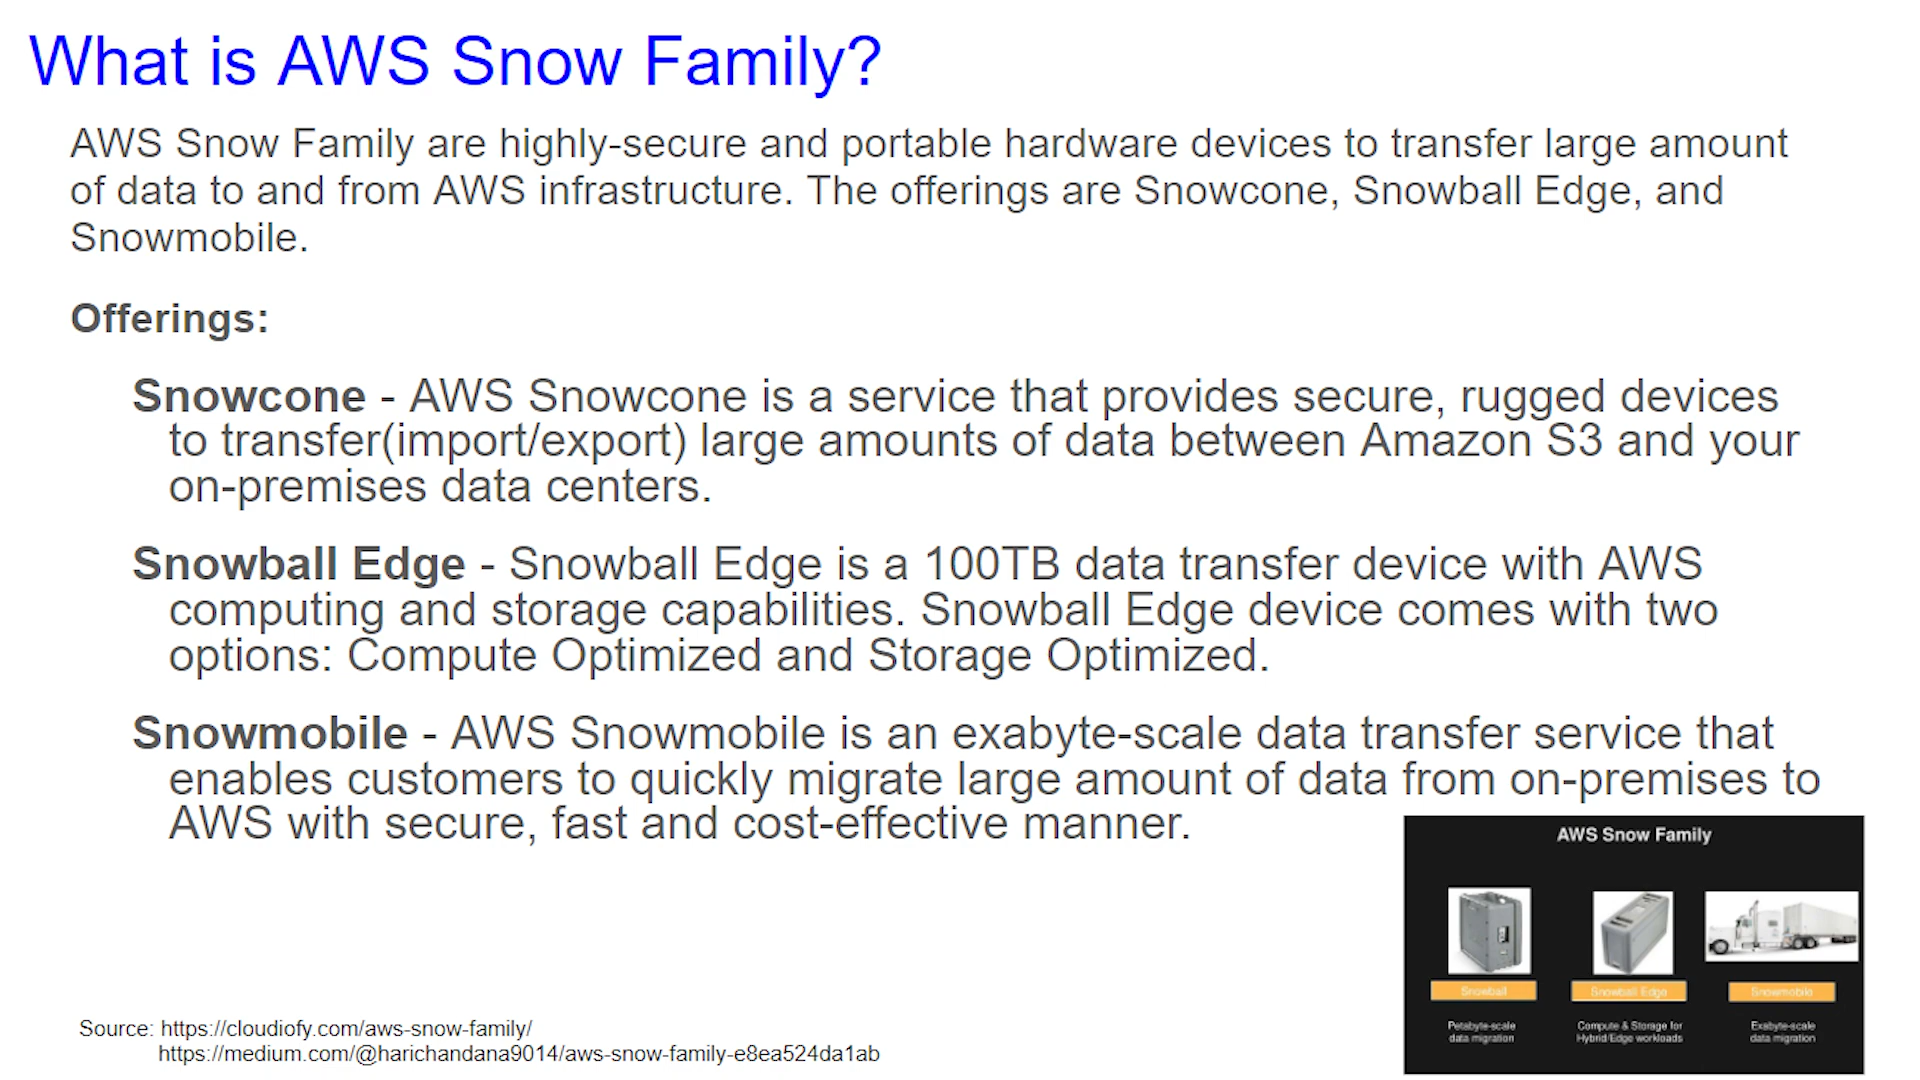 What is AWS Snow Family?
AWS Snow Family are highly-secure and portable hardware devices to transfer large amount
of data to and from AWS infrastructure. The offerings are Snowcone, Snowball Edge, and
Snowmobile.
Offerings:
Snowcone - AWS Snowcone is a service that provides secure, rugged devices
to transfer(import/export) large amounts of data between Amazon S3 and your
on-premises data centers.
Snowball Edge - Snowball Edge is a 100TB data transfer device with AWS
computing and storage capabilities. Snowball Edge device comes with two
options: Compute Optimized and Storage Optimized.
Snowmobile - AWS Snowmobile is an exabyte-scale data transfer service that
enables customers to quickly migrate large amount of data from on-premises to
AWS with secure, fast and cost-effective manner.
AWS Snow Family
Snowball
Snowball Edge
Snowmobile
Petabyte-scale
data migration
Compute & Storage for
Hybrid/Edge workloads
Exabyte-scale
data migration
Source: https://cloudiofy.com/aws-snow-family/
https://medium.com/@harichandana9014/aws-snow-family-e8ea524da1ab